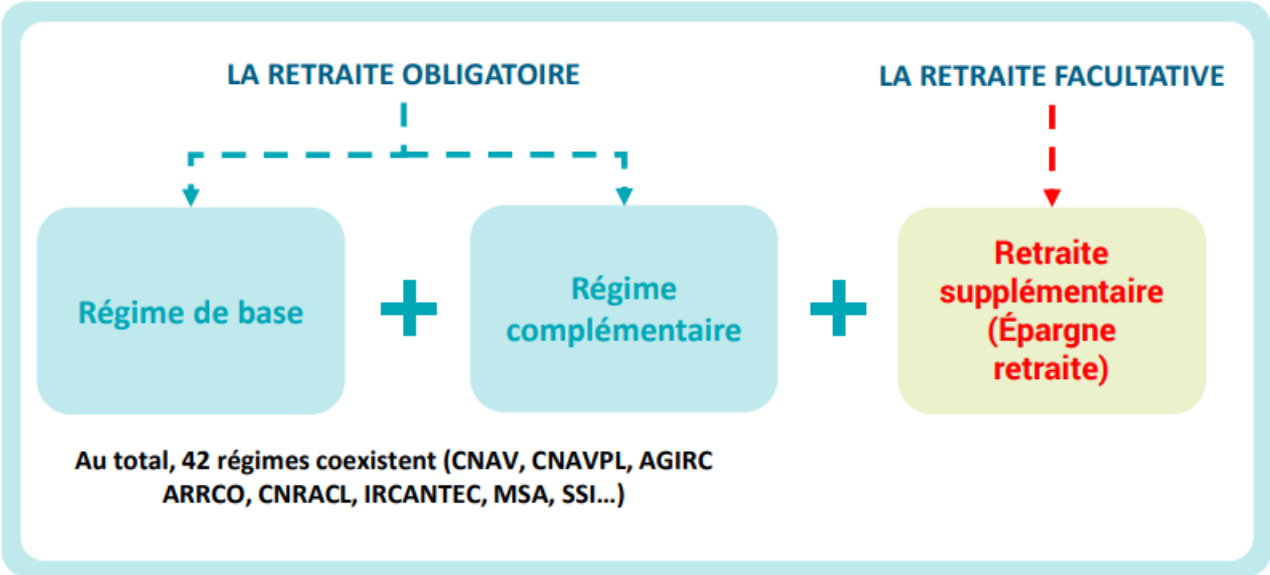 LA RETRAITE OBLIGATOIRE
LA RETRAITE FACULTATIVE
Régime de base
+
Régime
complémentaire
+
Retraite
supplémentaire
(Épargne
retraite)
Au total, 42 régimes coexistent (CNAV, CNAVPL, AGIRC
ARRCO, CNRACL, IRCANTEC, MSA, SSI…)